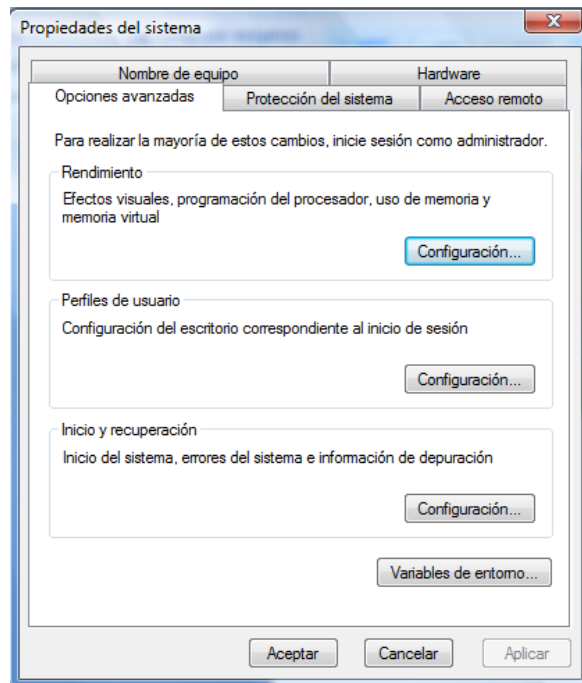 Propiedades del sistema
Nombre de equipo
Hardware
Opciones avanzadas
Protección del sistema
Acceso remoto
Para realizar la mayoría de estos cambios, inicie sesión como administrador.
Rendimiento
Efectos visuales, programación del procesador, uso de memoria y
memoria virtual
Configuración...
Perfiles de usuario
Configuración del escritorio correspondiente al inicio de sesión
Configuración...
Inicio y recuperación
Inicio del sistema, errores del sistema e información de depuración
Configuración...
Variables de entorno...
Aceptar
Cancelar
Aplicar